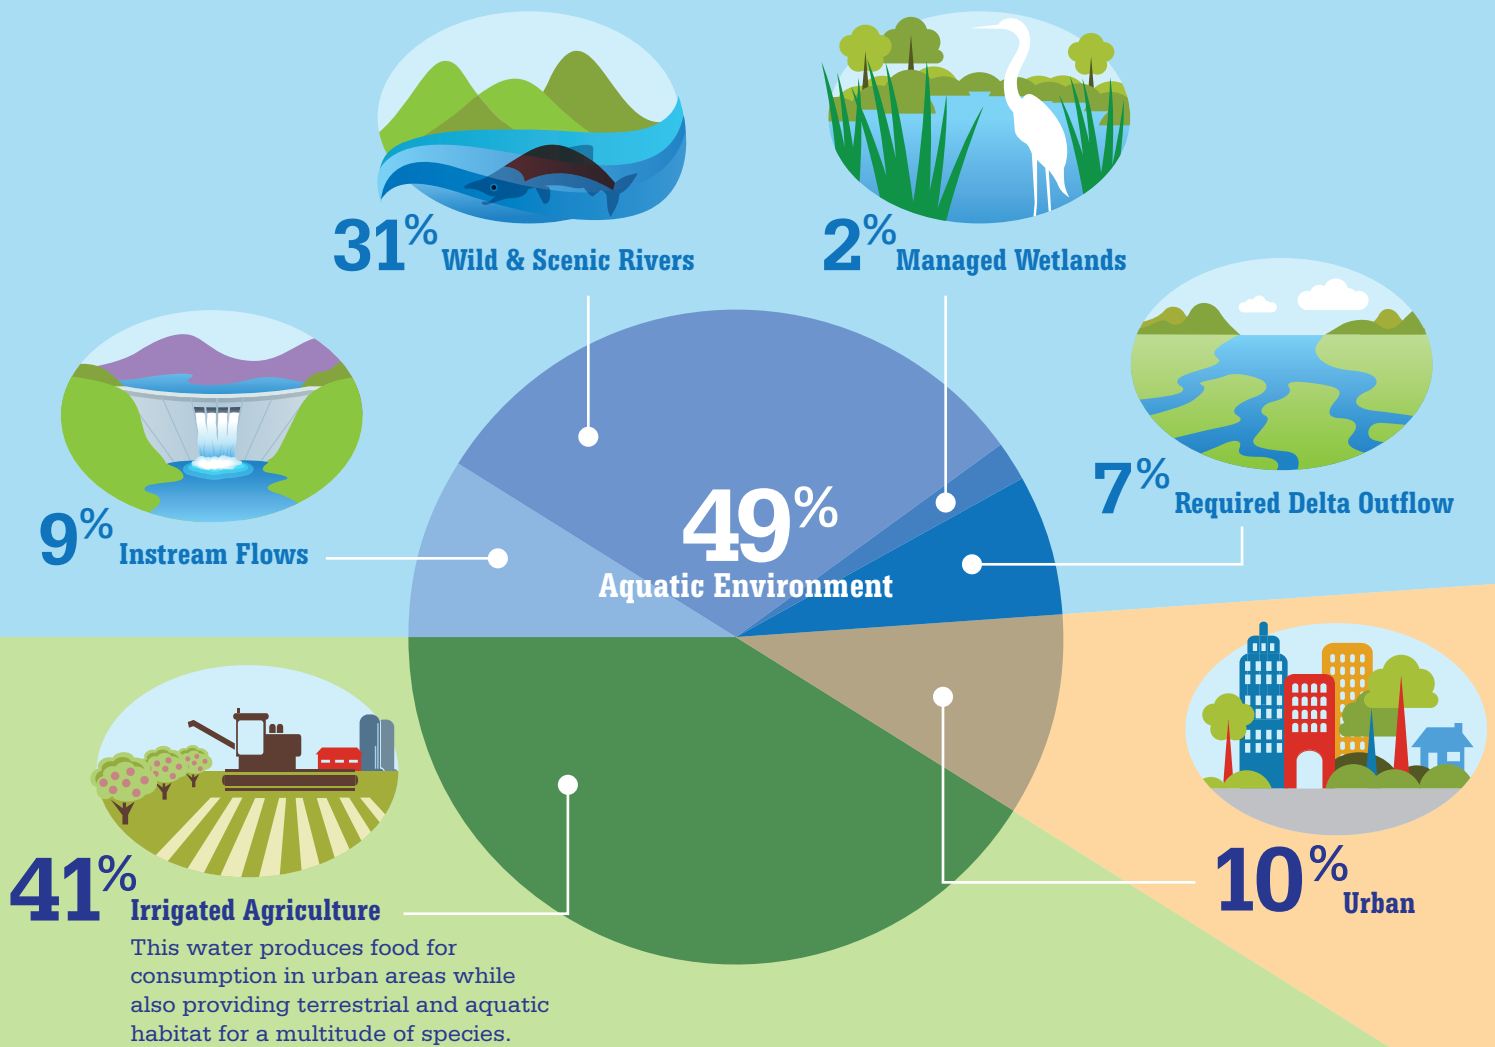 31% Wild & Scenic Rivers
2% Managed Wetlands
7% Required Delta Outflow
9% Instream Flows
49%
Aquatic Environment
41% Irrigated Agriculture
This water produces food for
consumption in urban areas while
also providing terrestrial and aquatic
habitat for a multitude of species.
10% Urban